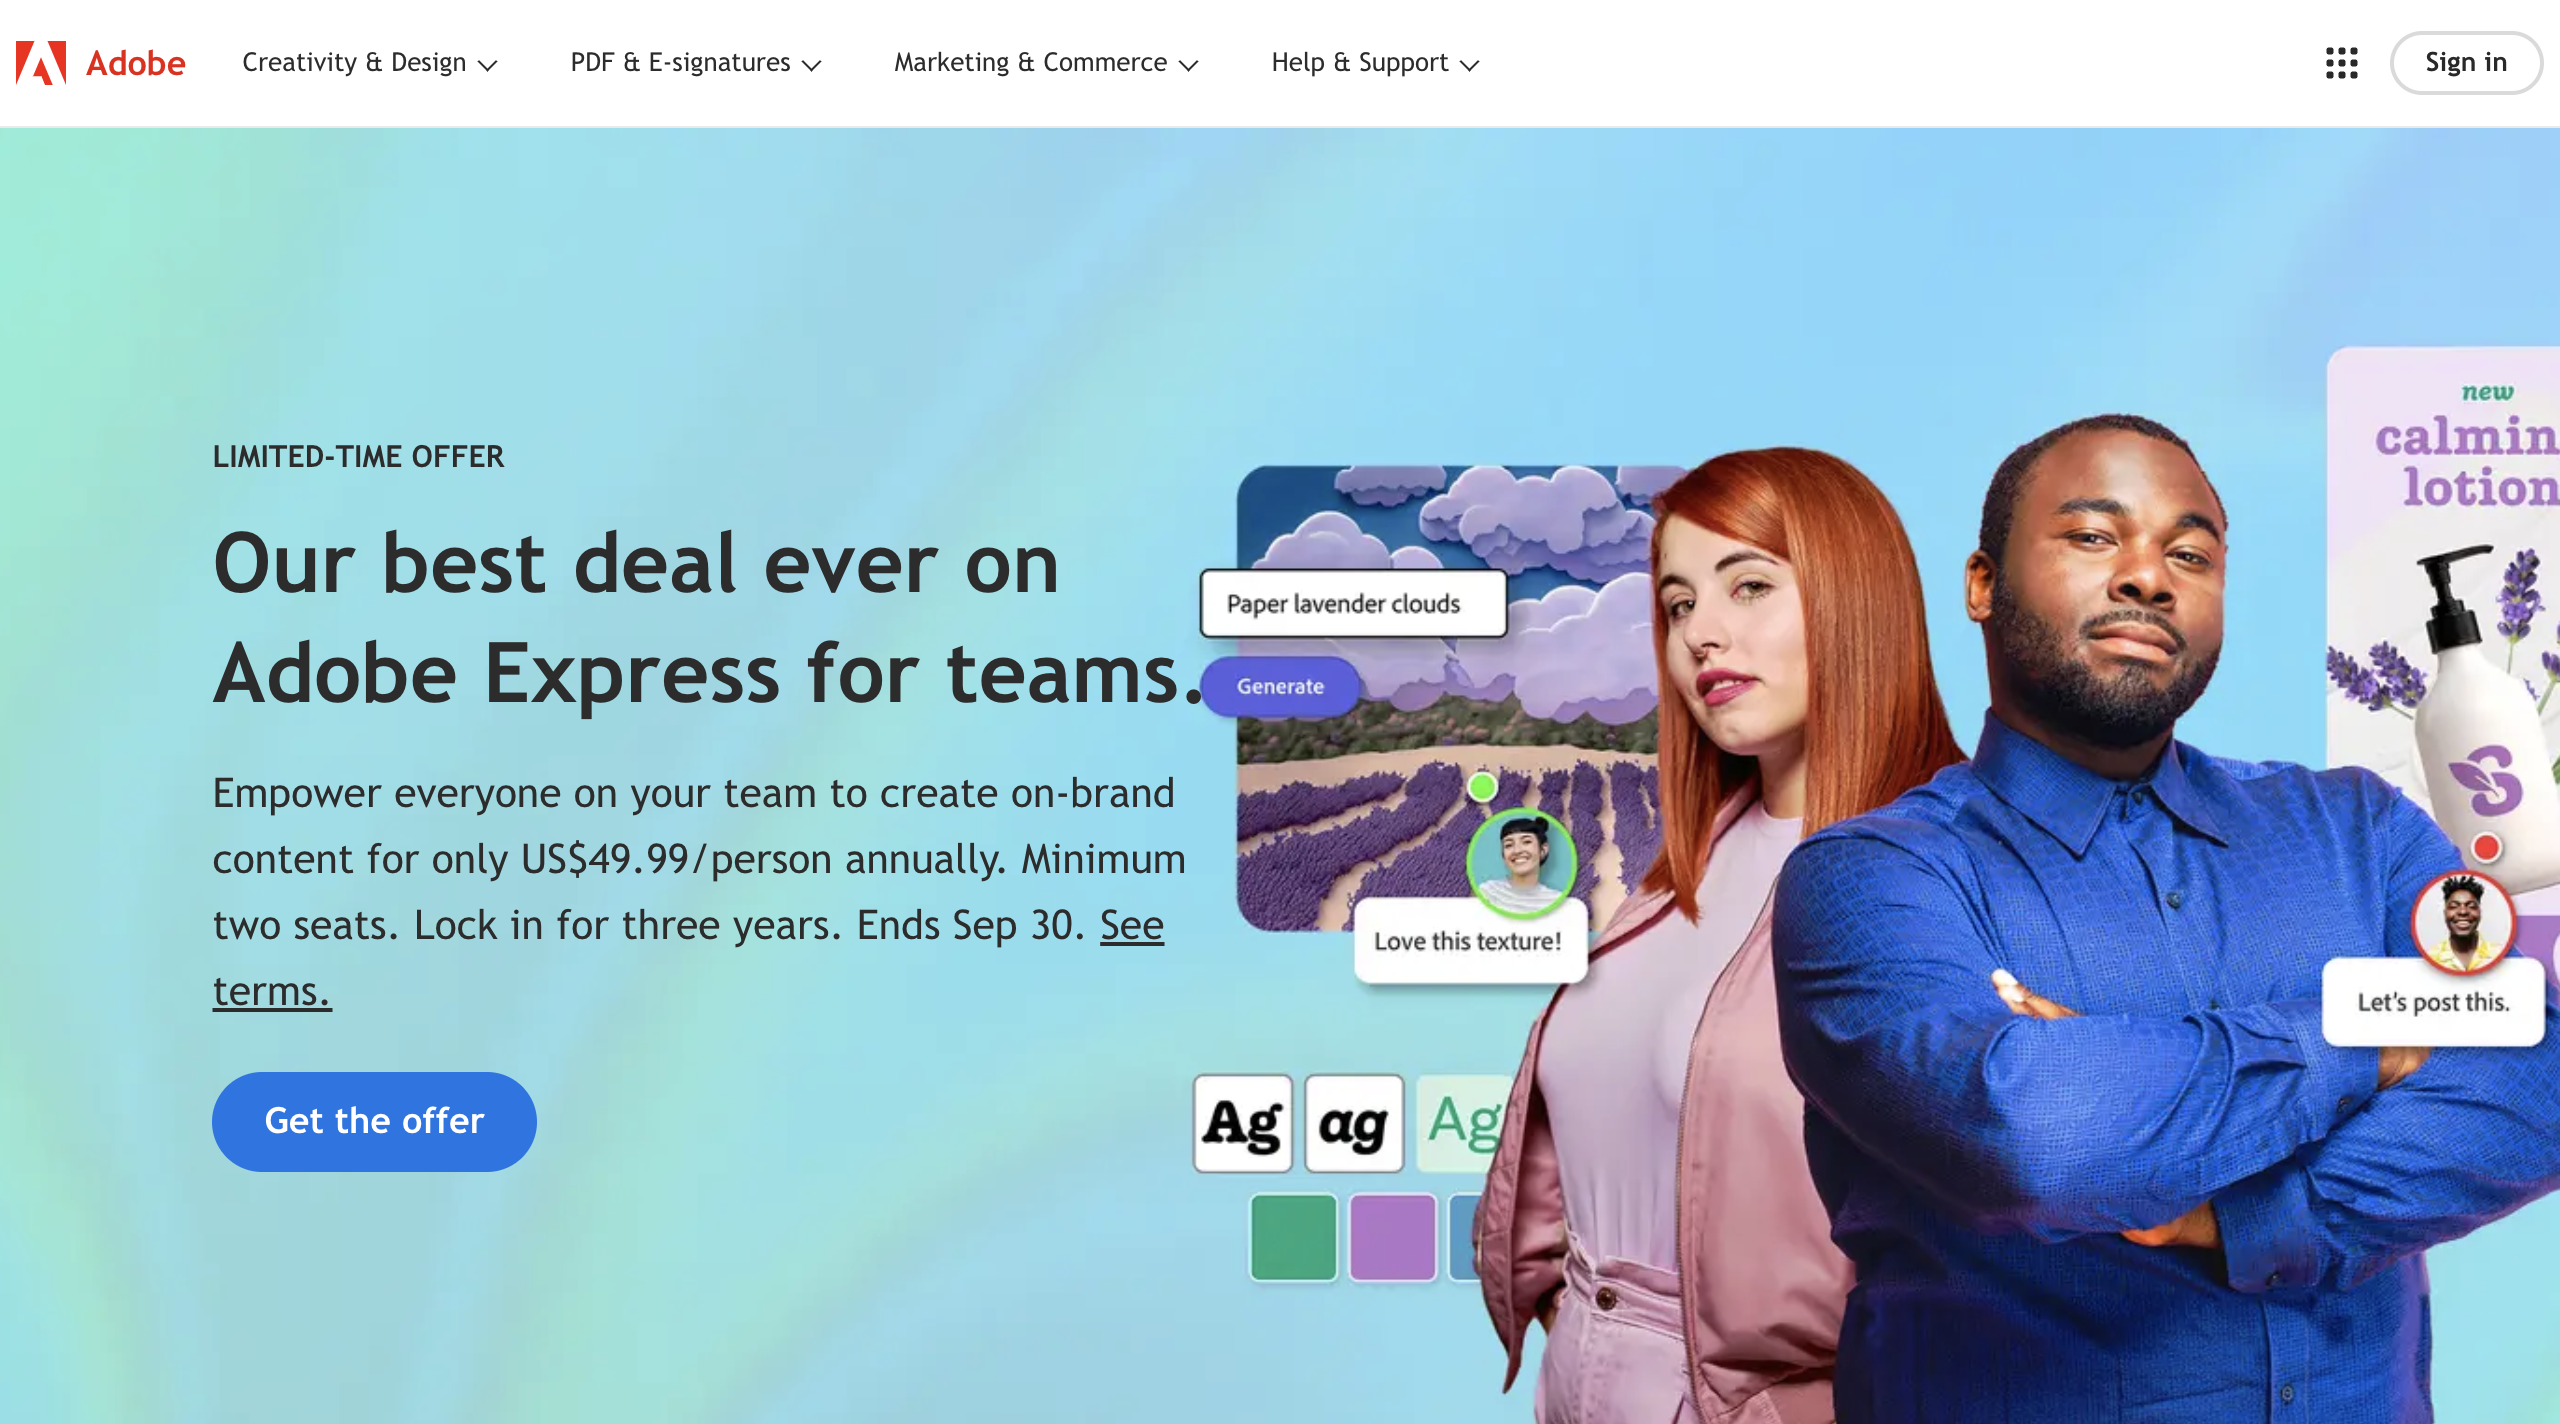 Adobe
Creativity & Design
PDF & E-signatures
Marketing & Commerce
Help & Support
Sign in
LIMITED-TIME OFFER
Our best deal ever on
Adobe Express for teams.
Empower everyone on your team to create on-brand
content for only US$49.99/person annually. Minimum
two seats. Lock in for three years. Ends Sep 30. See
terms.
Get the offer
Paper lavender clouds
Generate
Love this texture!
Ag
ag
Ag
new
calmin
lotion
S
Let's post this.